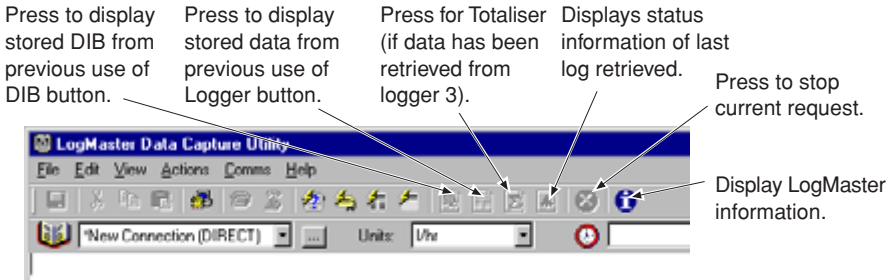 Press to display
stored DIB from
previous use of
DIB button.
Press to display
stored data from
previous use of
Logger button.
Press for Totaliser
(if data has been
retrieved from
logger 3).
Displays status
information of last
log retrieved.
Press to stop
current request.
Display LogMaster
information.
LogMaster Data Capture Utility
File Edit View Actions Comms Help
*New Connection (DIRECT) ... Units: l/hr